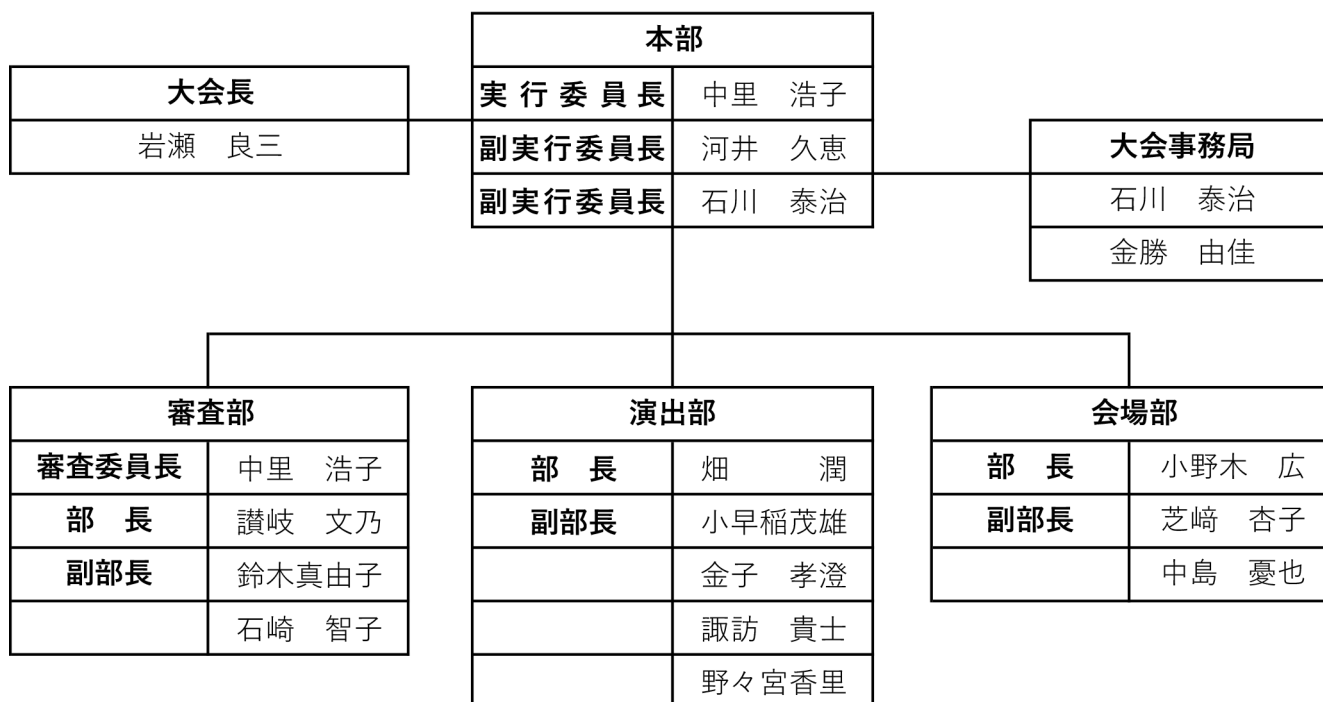 本部
実行委員長 中里　浩子
副実行委員長 河井　久恵
副実行委員長 石川　泰治
大会長
岩瀬　良三
大会事務局
石川　泰治
金勝　由佳
審査部
審査委員長 中里　浩子
部　長 讃岐　文乃
副部長 鈴木真由子
石崎　智子
演出部
部　長 畑　　　潤
副部長 小早稲茂雄
金子　孝澄
諏訪　貴士
野々宮香里
会場部
部　長 小野木　広
副部長 芝﨑　杏子
中島　憂也